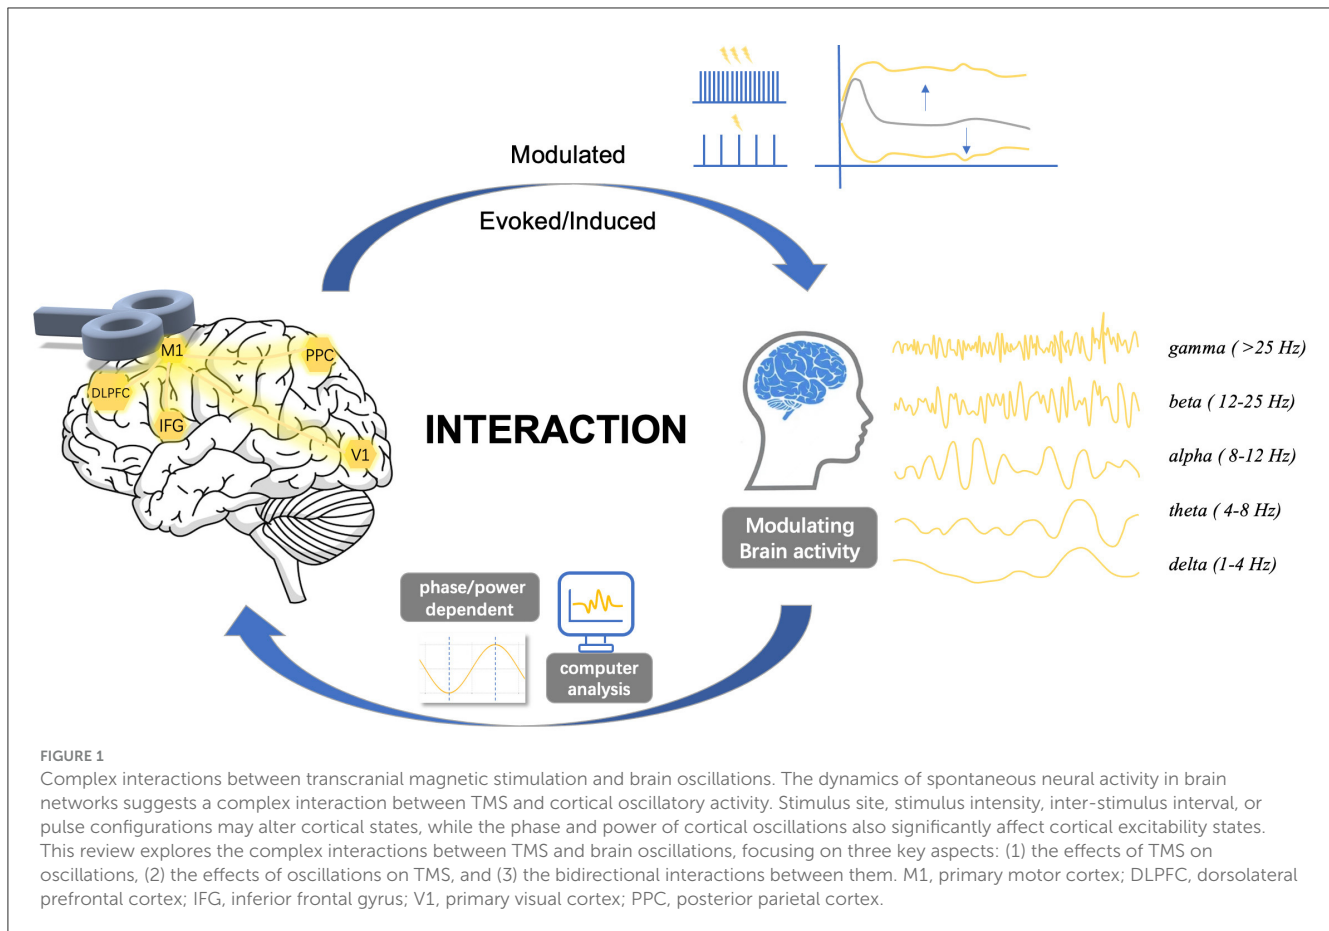 Modulated
Evoked/Induced
M1
PPC
DLPFC
IFG
V1
INTERACTION
gamma ( >25 Hz)
beta ( 12-25 Hz)
alpha ( 8-12 Hz)
theta ( 4-8 Hz)
delta (1-4 Hz)
Modulating
Brain activity
phase/power
dependent
computer
analysis
FIGURE 1
Complex interactions between transcranial magnetic stimulation and brain oscillations. The dynamics of spontaneous neural activity in brain
networks suggests a complex interaction between TMS and cortical oscillatory activity. Stimulus site, stimulus intensity, inter-stimulus interval, or
pulse configurations may alter cortical states, while the phase and power of cortical oscillations also significantly affect cortical excitability states.
This review explores the complex interactions between TMS and brain oscillations, focusing on three key aspects: (1) the effects of TMS on
oscillations, (2) the effects of oscillations on TMS, and (3) the bidirectional interactions between them. M1, primary motor cortex; DLPFC, dorsolateral
prefrontal cortex; IFG, inferior frontal gyrus; V1, primary visual cortex; PPC, posterior parietal cortex.